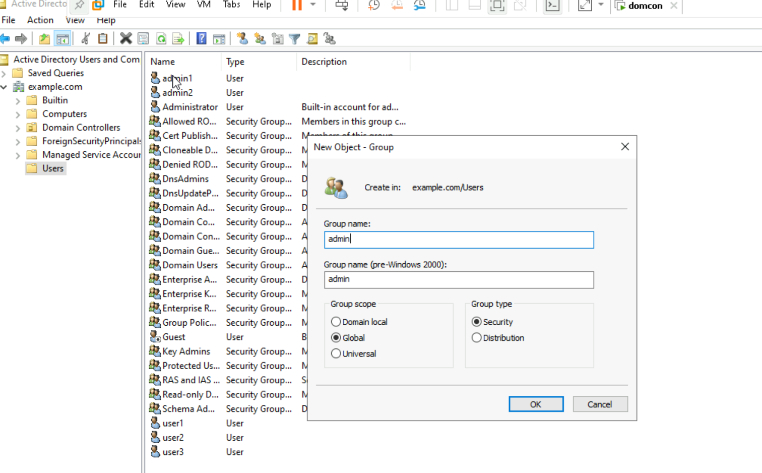 Active Directo File Edit View VM Tabs Help domcon
File Action View Help
Active Directory Users and Com
Saved Queries
example.com
Builtin
Computers
Domain Controllers
ForeignSecurityPrincipals
Managed Service Accour
Users
Name Type Description
admin1 User
admin2 User
Administrator User Built-in account for ad...
Allowed RO... Security Group... Members in this group c...
Cert Publish... Security Group... Members of this group
Cloneable D... Security Group... M
Denied ROD... Security Group... M
DnsAdmins Security Group... D
DnsUpdateP... Security Group... D
Domain Ad... Security Group... D
Domain Co... Security Group... A
Domain Con... Security Group... A
Domain Gue... Security Group... A
Domain Users Security Group... A
Enterprise A... Security Group... D
Enterprise K... Security Group... M
Enterprise R... Security Group... M
Group Polic... Security Group... M
Guest User B
Key Admins Security Group... M
Protected Us... Security Group... M
RAS and IAS ... Security Group... S
Read-only D... Security Group... M
Schema Ad... Security Group... D
user1 User
user2 User
user3 User
New Object - Group
Create in: example.com/Users
Group name:
admin
Group name (pre-Windows 2000):
admin
Group scope Group type
Domain local Security
Global Distribution
Universal
OK Cancel